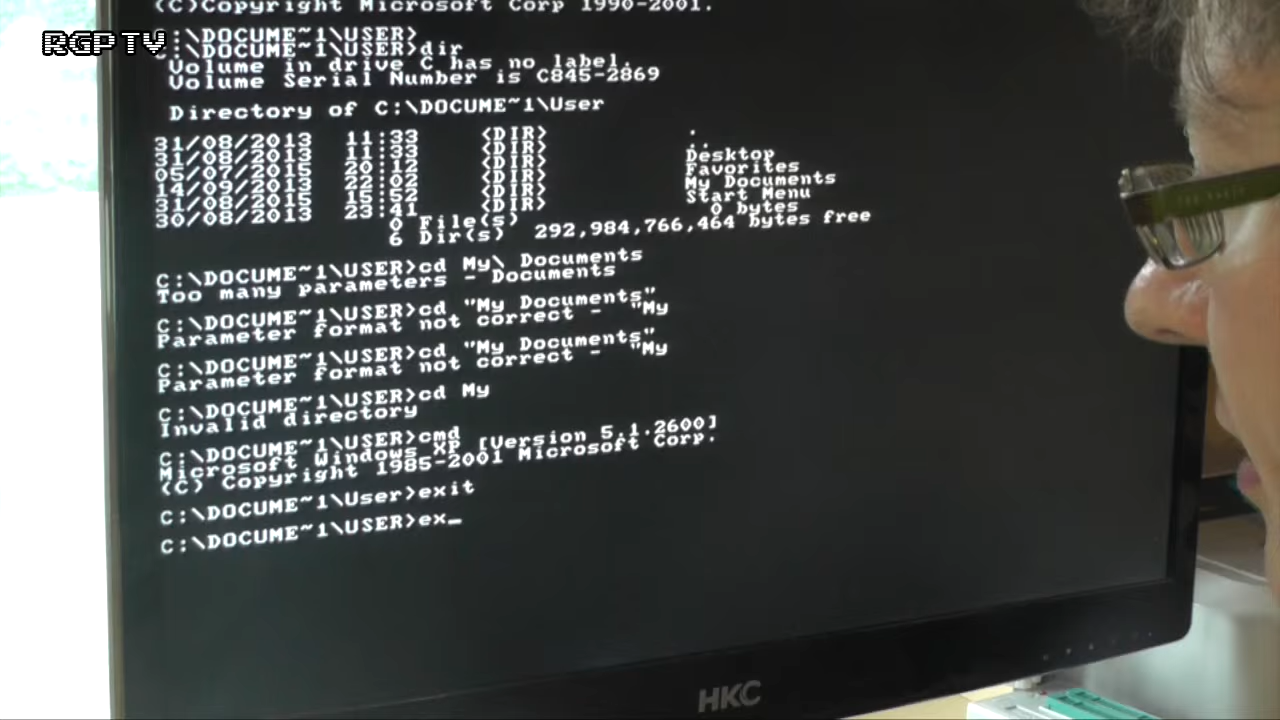 (C)Copyright Microsoft Corp 1990-2001.
RGPTV
C:\DOCUME~1\USER>
C:\DOCUME~1\USER>dir
Volume in drive C has no label.
Volume Serial Number is C845-2869
Directory of C:\DOCUME~1\User
31/08/2013 11:33 <DIR> .
31/08/2013 11:33 <DIR> ..
05/07/2015 20:12 <DIR> Desktop
14/09/2013 22:02 <DIR> Favorites
31/08/2015 15:52 <DIR> My Documents
30/08/2013 23:41 <DIR> Start Menu
0 File(s) 0 bytes
6 Dir(s) 292,984,766,464 bytes free
C:\DOCUME~1\USER>cd My\ Documents
Too many parameters - Documents
C:\DOCUME~1\USER>cd "My Documents"
Parameter format not correct - "My
C:\DOCUME~1\USER>cd "My Documents"
Parameter format not correct - "My
C:\DOCUME~1\USER>cd My
Invalid directory
C:\DOCUME~1\USER>cmd
Microsoft Windows XP [Version 5.1.2600]
(C) Copyright 1985-2001 Microsoft Corp.
C:\DOCUME~1\User>exit
C:\DOCUME~1\USER>ex_
HKC